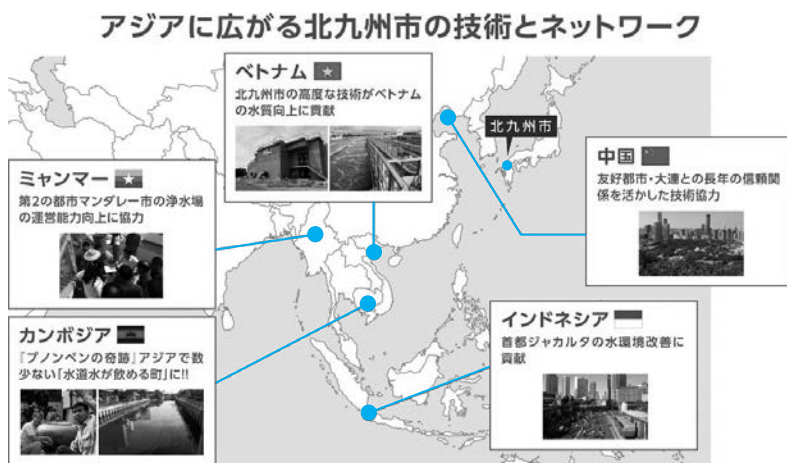 アジアに広がる北九州市の技術とネットワーク
ベトナム
北九州市の高度な技術がベトナム
の水質向上に貢献
北九州市
中国
友好都市・大連との長年の信頼関
係を活かした技術協力
ミャンマー
第2の都市マンダレー市の浄水場
の運営能力向上に協力
カンボジア
『プノンペンの奇跡』アジアで数
少ない「水道水が飲める町」に!!
インドネシア
首都ジャカルタの水環境改善に
貢献